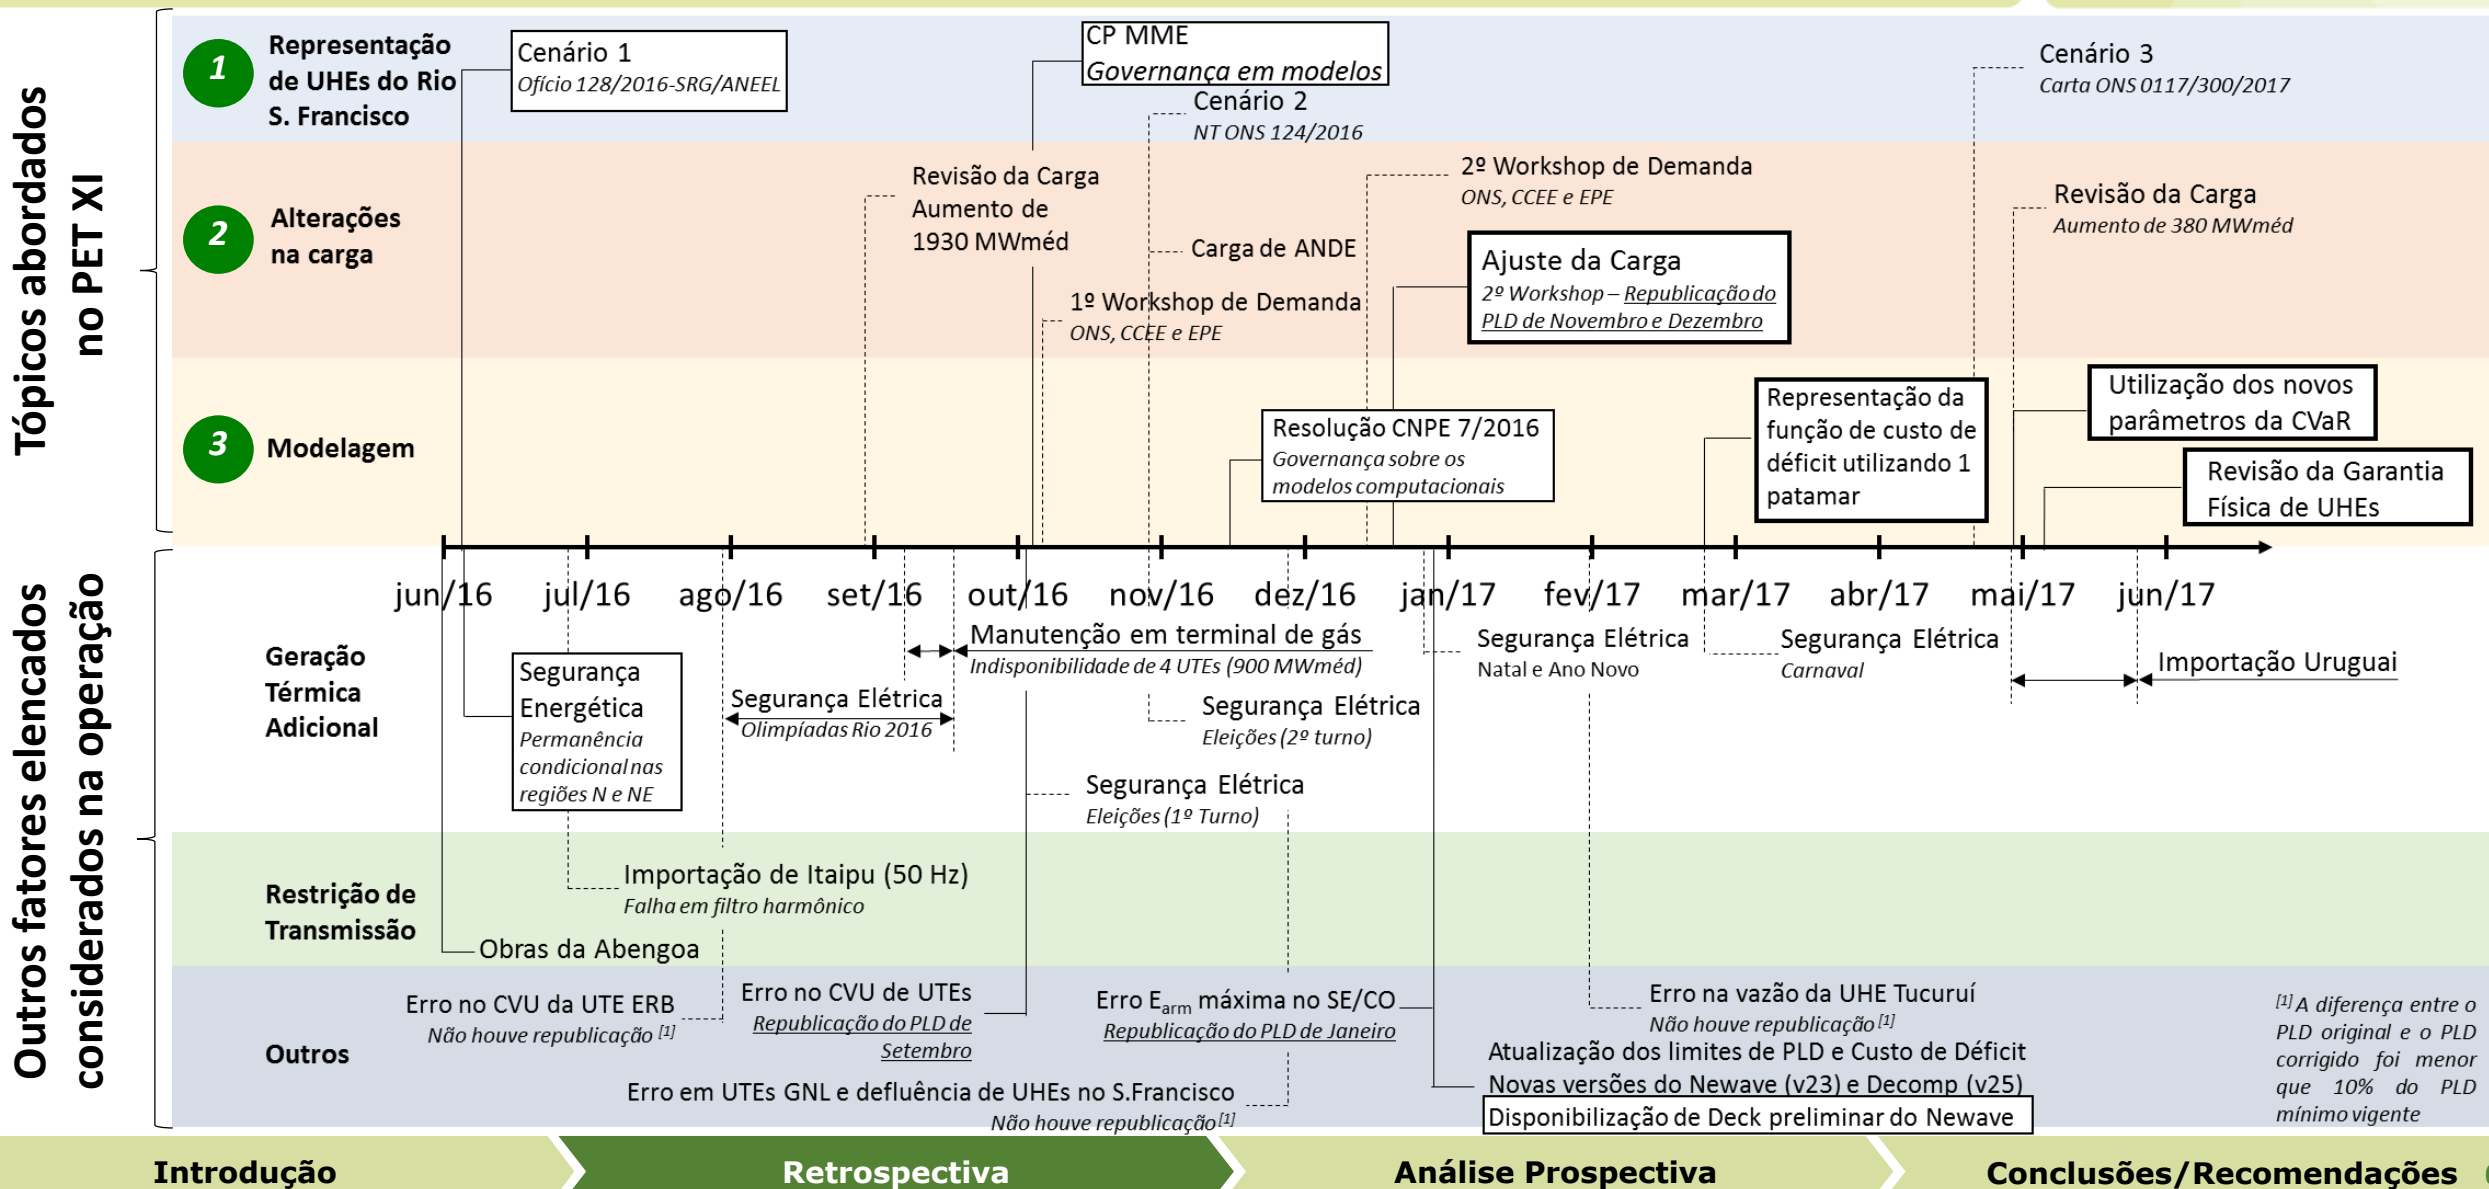 Tópicos abordados
no PET XI
1
Representação
de UHEs do Rio
S. Francisco
Cenário 1
Ofício 128/2016-SRG/ANEEL
CP MME
Governança em modelos
Cenário 2
NT ONS 124/2016
Cenário 3
Carta ONS 0117/300/2017
2
Alterações
na carga
Revisão da Carga
Aumento de
1930 MWméd
1º Workshop de Demanda
ONS, CCEE e EPE
Carga de ANDE
2º Workshop de Demanda
ONS, CCEE e EPE
Ajuste da Carga
2º Workshop – Republicação do
PLD de Novembro e Dezembro
Revisão da Carga
Aumento de 380 MWméd
3
Modelagem
Resolução CNPE 7/2016
Governança sobre os
modelos computacionais
Representação da
função de custo de
déficit utilizando 1
patamar
Utilização dos novos
parâmetros da CVaR
Revisão da Garantia
Física de UHEs
jun/16 jul/16 ago/16 set/16 out/16 nov/16 dez/16 jan/17 fev/17 mar/17 abr/17 mai/17 jun/17
Outros fatores elencados
considerados na operação
Geração
Térmica
Adicional
Segurança
Energética
Permanência
condicional nas
regiões N e NE
Segurança Elétrica
Olimpíadas Rio 2016
Manutenção em terminal de gás
Indisponibilidade de 4 UTEs (900 MWméd)
Segurança Elétrica
Eleições (2º turno)
Segurança Elétrica
Eleições (1º Turno)
Segurança Elétrica
Natal e Ano Novo
Segurança Elétrica
Carnaval
Importação Uruguai
Restrição de
Transmissão
Importação de Itaipu (50 Hz)
Falha em filtro harmônico
Obras da Abengoa
Outros
Erro no CVU da UTE ERB
Não houve republicação [1]
Erro no CVU de UTEs
Republicação do PLD de
Setembro
Erro Earm máxima no SE/CO
Republicação do PLD de Janeiro
Erro em UTEs GNL e defluência de UHEs no S.Francisco
Não houve republicação [1]
Erro na vazão da UHE Tucuruí
Não houve republicação [1]
Atualização dos limites de PLD e Custo de Déficit
Novas versões do Newave (v23) e Decomp (v25)
Disponibilização de Deck preliminar do Newave
[1] A diferença entre o
PLD original e o PLD
corrigido foi menor
que 10% do PLD
mínimo vigente
Introdução
Retrospectiva
Análise Prospectiva
Conclusões/Recomendações